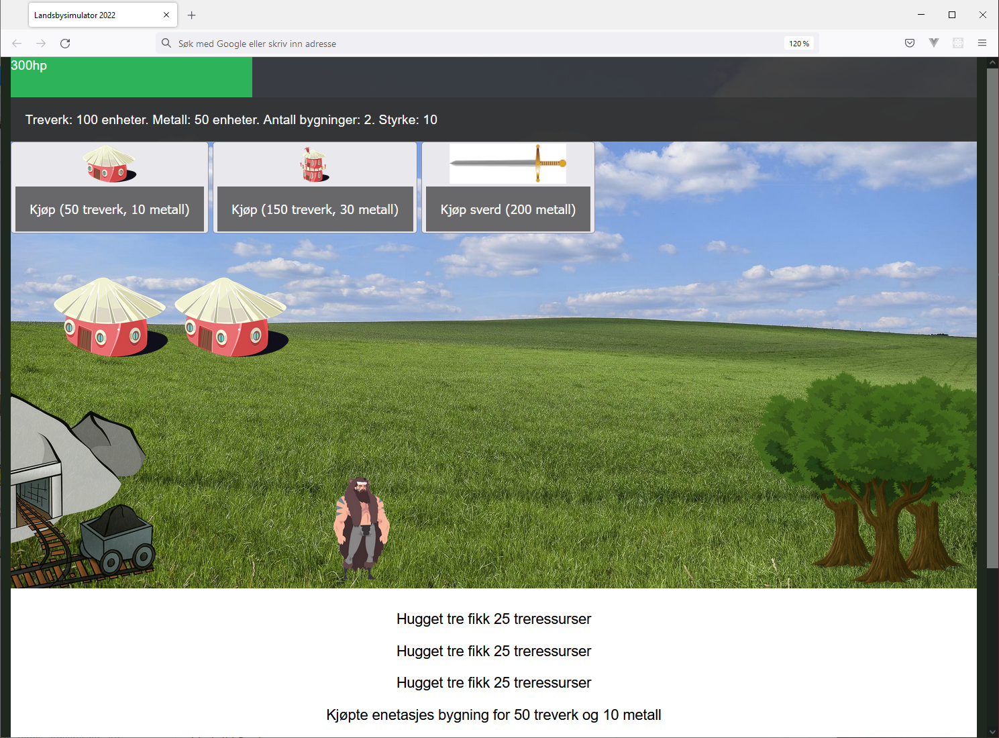 Landsbysimulator 2022
Søk med Google eller skriv inn adresse
120 %
300hp
Treverk: 100 enheter. Metall: 50 enheter. Antall bygninger: 2. Styrke: 10
Kjøp (50 treverk, 10 metall)
Kjøp (150 treverk, 30 metall)
Kjøp sverd (200 metall)
Hugget tre fikk 25 treressurser
Hugget tre fikk 25 treressurser
Hugget tre fikk 25 treressurser
Kjøpte enetasjes bygning for 50 treverk og 10 metall